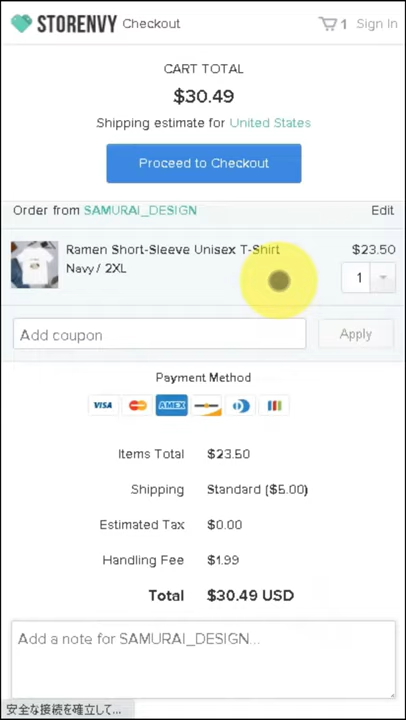 STORENVY Checkout 1 Sign In
CART TOTAL
$30.49
Shipping estimate for United States
Proceed to Checkout
Order from SAMURAI_DESIGN Edit
Ramen Short-Sleeve Unisex T-Shirt $23.50
Navy / 2XL
1
Add coupon Apply
Payment Method
VISA AMEX
Items Total $23.50
Shipping Standard ($5.00)
Estimated Tax $0.00
Handling Fee $1.99
Total $30.49 USD
Add a note for SAMURAI_DESIGN...
安全な接続を確立して...